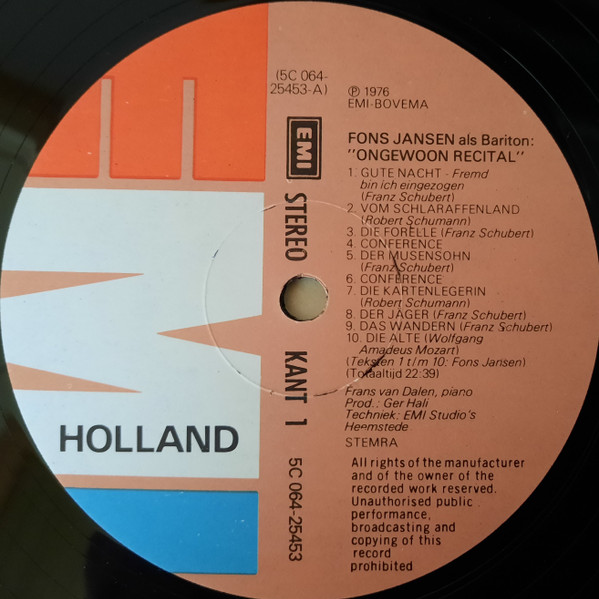 (5C 064-
25453-A)
℗ 1976
EMI-BOVEMA
EMI
STEREO
KANT 1
5C 064-25453
HOLLAND
FONS JANSEN als Bariton:
"ONGEWOON RECITAL"
1. GUTE NACHT - Fremd
bin ich eingezogen
(Franz Schubert)
2. VOM SCHLARAFFENLAND
(Robert Schumann)
3. DIE FORELLE (Franz Schubert)
4. CONFERENCE
5. DER MUSENSOHN
(Franz Schubert)
6. CONFERENCE
7. DIE KARTENLEGERIN
(Robert Schumann)
8. DER JÄGER (Franz Schubert)
9. DAS WANDERN (Franz Schubert)
10. DIE ALTE (Wolfgang
Amadeus Mozart)
(Teksten 1 t/m 10: Fons Jansen)
(Totaaltijd 22:39)
Frans van Dalen, piano
Prod.: Ger Hali
Techniek: EMI Studio's
Heemstede
STEMRA
All rights of the manufacturer
and of the owner of the
recorded work reserved.
Unauthorised public
performance,
broadcasting and
copying of this
record
prohibited